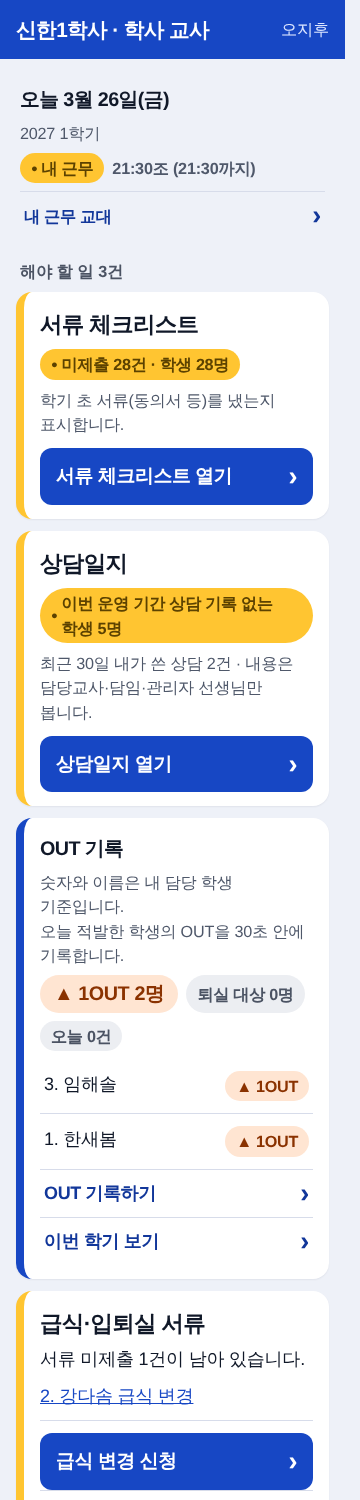 신한1학사 · 학사 교사
오지후
오늘 3월 26일(금)
2027 1학기
• 내 근무 21:30조 (21:30까지)
내 근무 교대 ›
해야 할 일 3건
서류 체크리스트
• 미제출 28건 · 학생 28명
학기 초 서류(동의서 등)를 냈는지
표시합니다.
서류 체크리스트 열기 ›
상담일지
• 이번 운영 기간 상담 기록 없는
학생 5명
최근 30일 내가 쓴 상담 2건 · 내용은
담당교사·담임·관리자 선생님만
봅니다.
상담일지 열기 ›
OUT 기록
숫자와 이름은 내 담당 학생
기준입니다.
오늘 적발한 학생의 OUT을 30초 안에
기록합니다.
▲ 1OUT 2명 퇴실 대상 0명
오늘 0건
3. 임해솔 ▲ 1OUT
1. 한새봄 ▲ 1OUT
OUT 기록하기 ›
이번 학기 보기 ›
급식·입퇴실 서류
서류 미제출 1건이 남아 있습니다.
2. 강다솜 급식 변경
급식 변경 신청 ›